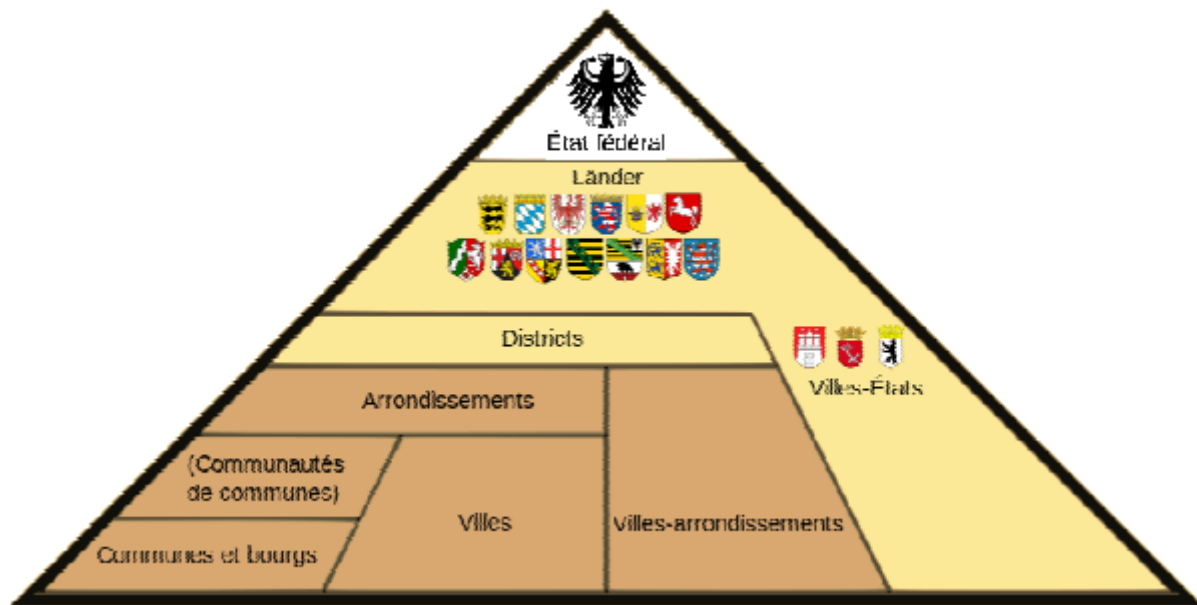 État fédéral
Länder
Districts
Villes-États
Arrondissements
(Communautés
de communes)
Villes
Villes-arrondissements
Communes et bourgs